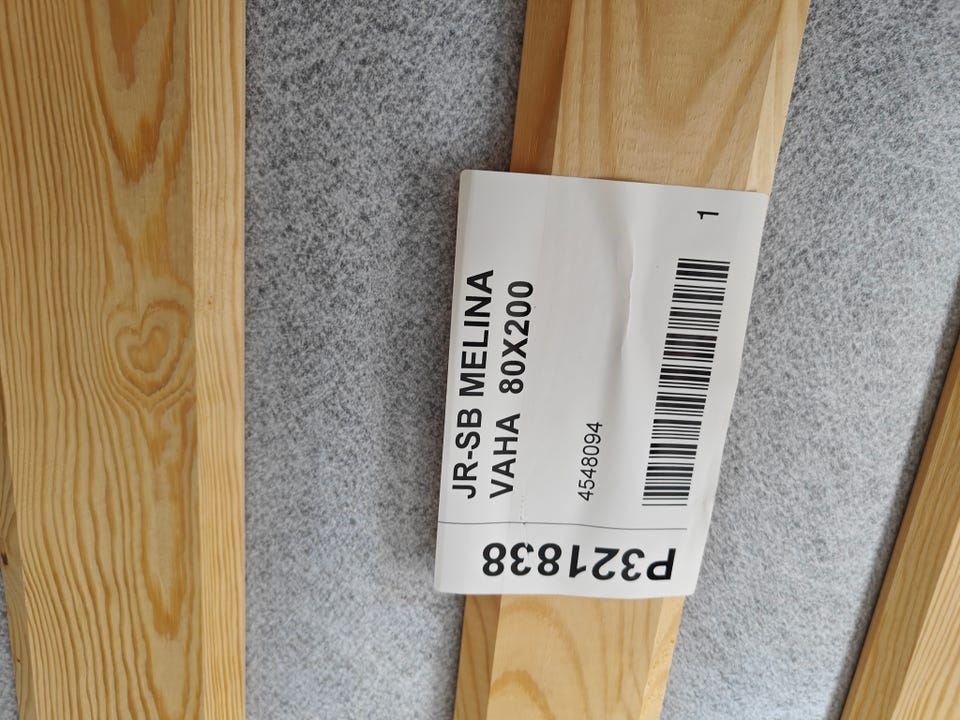 JR-SB MELINA
VAHA 80X200
4548094
1
P321838